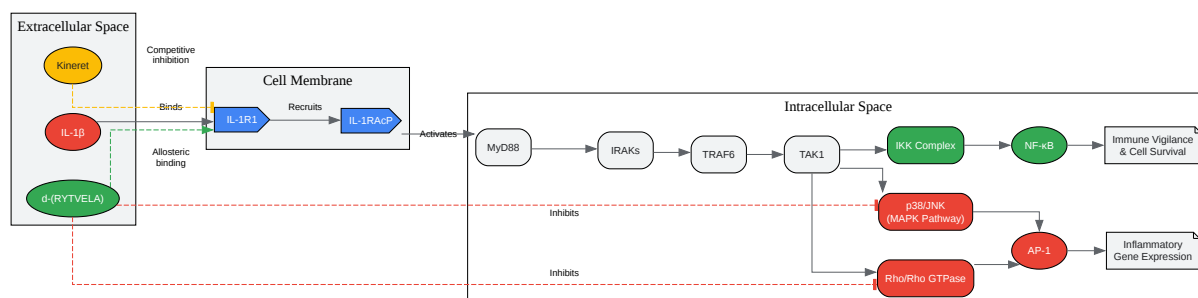 Extracellular Space
Kineret
IL-1β
d-(RYTVELA)
Competitive
inhibition
Binds
Allosteric
binding
Cell Membrane
IL-1R1
Recruits
IL-1RAcP
Activates
Inhibits
Inhibits
Intracellular Space
MyD88
IRAKs
TRAF6
TAK1
IKK Complex
NF-κB
Immune Vigilance
& Cell Survival
p38/JNK
(MAPK Pathway)
AP-1
Rho/Rho GTPase
Inflammatory
Gene Expression